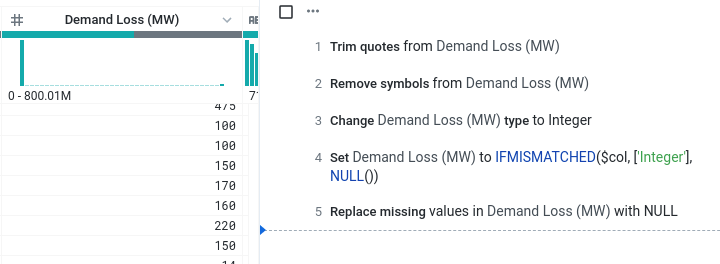 # Demand Loss (MW)
0 - 800.01M
475
100
100
150
170
160
220
150
14
1 Trim quotes from Demand Loss (MW)
2 Remove symbols from Demand Loss (MW)
3 Change Demand Loss (MW) type to Integer
4 Set Demand Loss (MW) to IFMISMATCHED($col, ['Integer'],
NULL())
5 Replace missing values in Demand Loss (MW) with NULL